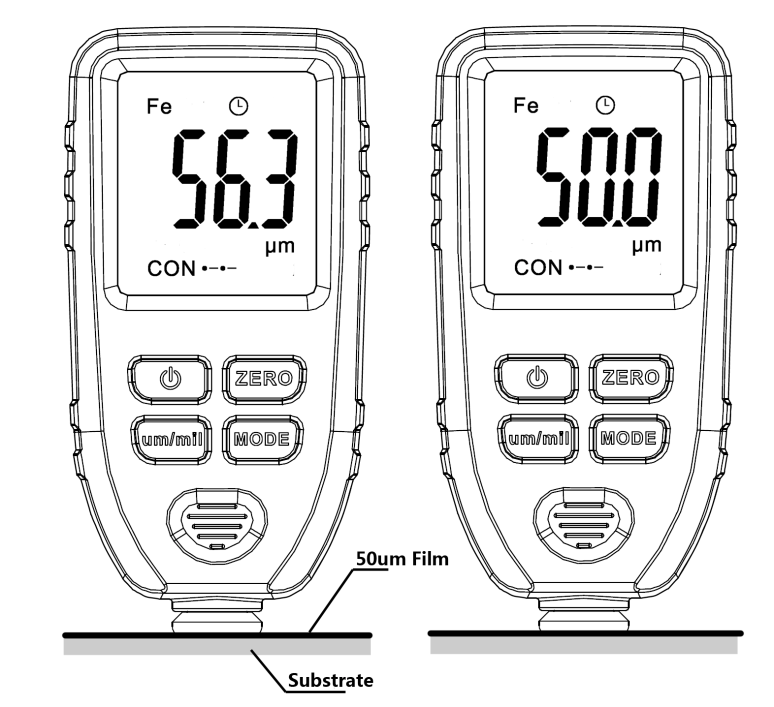 Fe
56.3
µm
CON
ZERO
um/mil
MODE
Fe
50.0
µm
CON
ZERO
um/mil
MODE
50um Film
Substrate